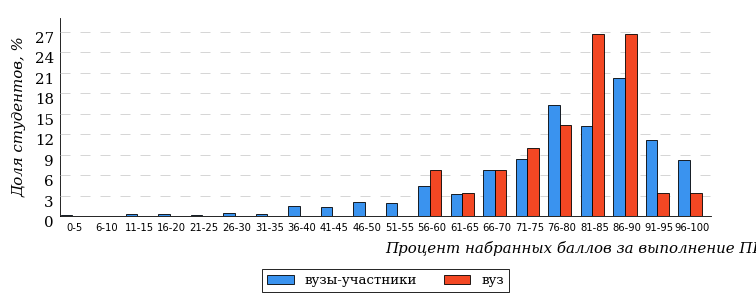 Доля студентов, %
27
24
21
18
15
12
9
6
3
0
0-5 6-10 11-15 16-20 21-25 26-30 31-35 36-40 41-45 46-50 51-55 56-60 61-65 66-70 71-75 76-80 81-85 86-90 91-95 96-100
Процент набранных баллов за выполнение ПИ
вузы-участники вуз